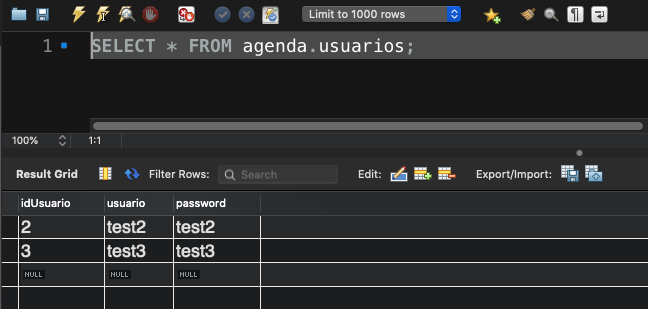 Limit to 1000 rows
1 SELECT * FROM agenda.usuarios;
100% 1:1
Result Grid Filter Rows: Search Edit: Export/Import:
idUsuario usuario password
2 test2 test2
3 test3 test3
NULL NULL NULL